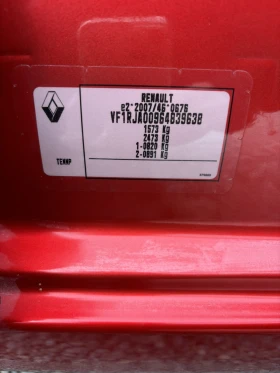 RENAULT
e2*2007/46*0676
VF1RJA00964839638
1573 Kg
2473 Kg
1-0820 Kg
2-0891 Kg
TENNP